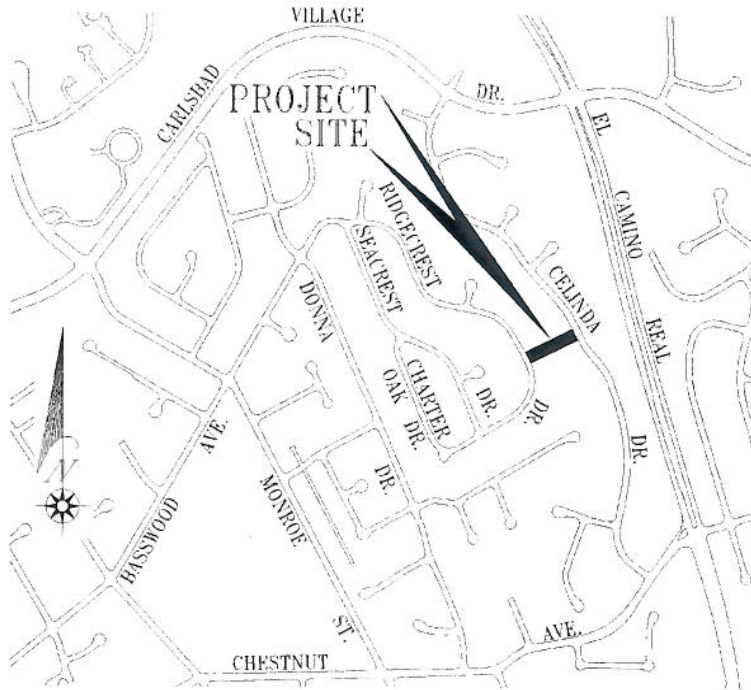 VILLAGE
CARLSBAD
DR.
PROJECT
SITE
EL
CAMINO
REAL
RIDGECREST
DR.
SEACREST
DR.
CELINDA
DR.
DONNA
DR.
CHARTER
OAK DR.
N
BASSWOOD
AVE.
MONROE
ST.
CHESTNUT
AVE.